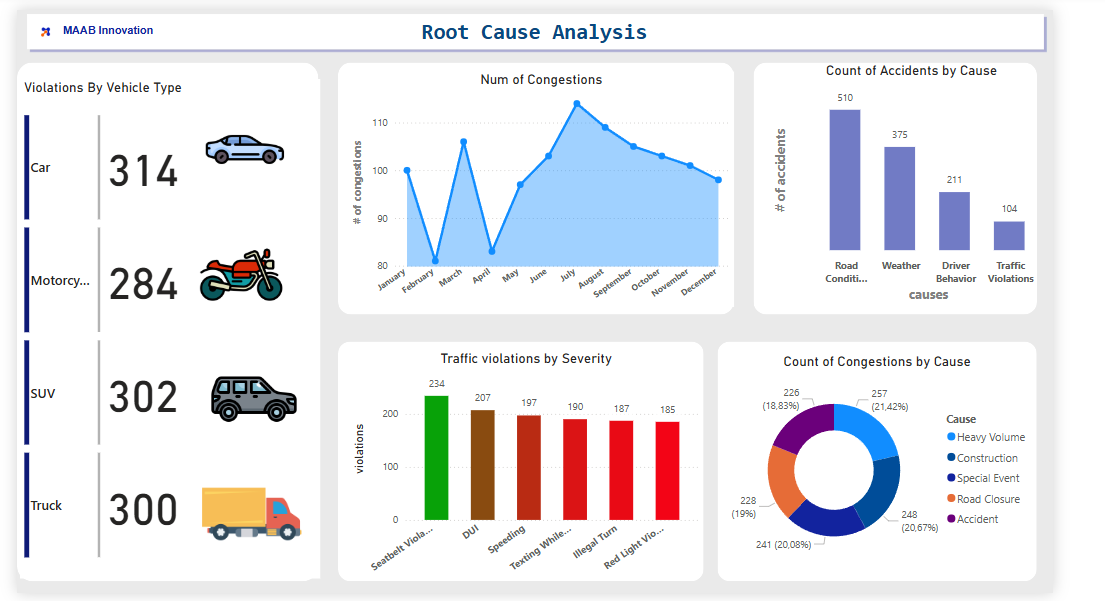 MAAB Innovation
Root Cause Analysis
Violations By Vehicle Type
Car
314
Motorcy...
284
SUV
302
Truck
300
Num of Congestions
# of congestions
110
100
90
80
January
February
March
April
May
June
July
August
September
October
November
December
Count of Accidents by Cause
# of accidents
510
375
211
104
Road
Conditi...
Weather
Driver
Behavior
Traffic
Violations
causes
Traffic violations by Severity
violations
200
100
0
234
207
197
190
187
185
Seatbelt Viola...
DUI
Speeding
Texting While...
Illegal Turn
Red Light Vio...
Count of Congestions by Cause
226
(18,83%)
257
(21,42%)
228
(19%)
248
(20,67%)
241 (20,08%)
Cause
Heavy Volume
Construction
Special Event
Road Closure
Accident